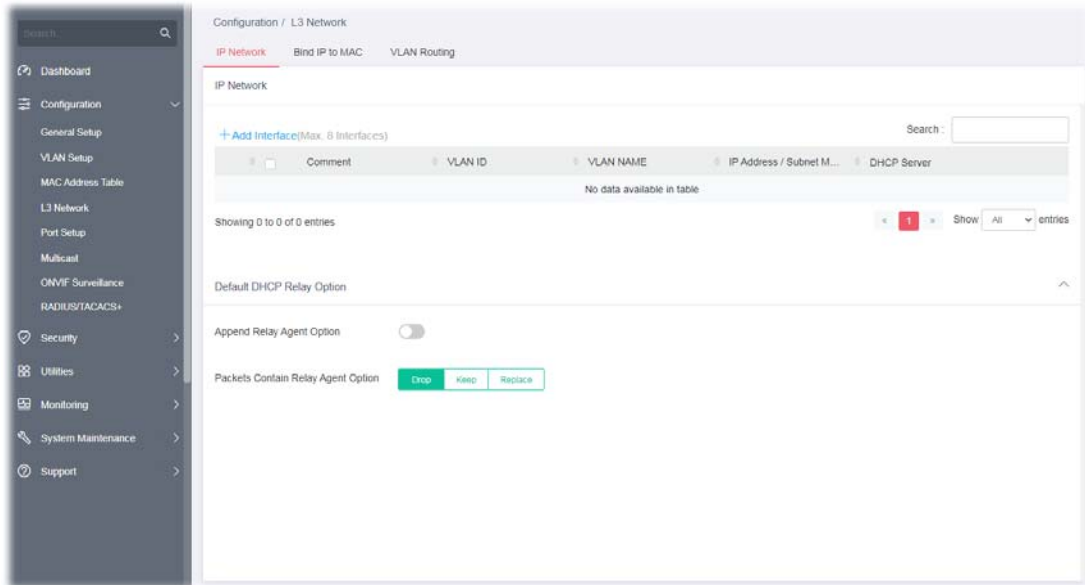 Search
Dashboard
Configuration
General Setup
VLAN Setup
MAC Address Table
L3 Network
Port Setup
Multicast
ONVIF Surveillance
RADIUS/TACACS+
Security
Utilities
Monitoring
System Maintenance
Support
Configuration / L3 Network
IP Network Bind IP to MAC VLAN Routing
IP Network
+Add Interface(Max. 8 Interfaces) Search :
Comment VLAN ID VLAN NAME IP Address / Subnet M... DHCP Server
No data available in table
Showing 0 to 0 of 0 entries « 1 » Show All entries
Default DHCP Relay Option
Append Relay Agent Option
Packets Contain Relay Agent Option Drop Keep Replace